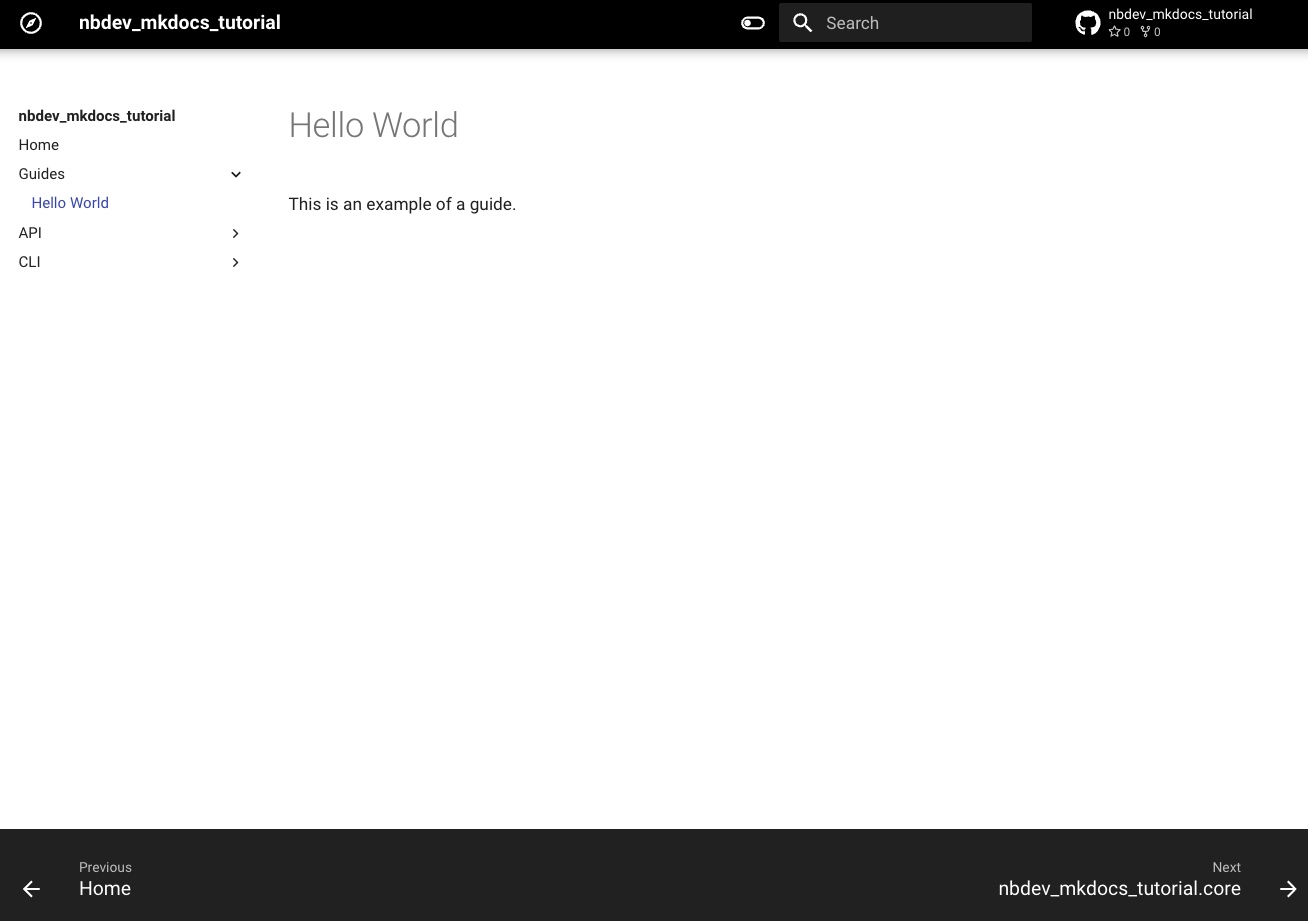 nbdev_mkdocs_tutorial
Search
nbdev_mkdocs_tutorial
0 0
nbdev_mkdocs_tutorial
Home
Guides
Hello World
API
CLI
Hello World
This is an example of a guide.
Previous
Home
Next
nbdev_mkdocs_tutorial.core